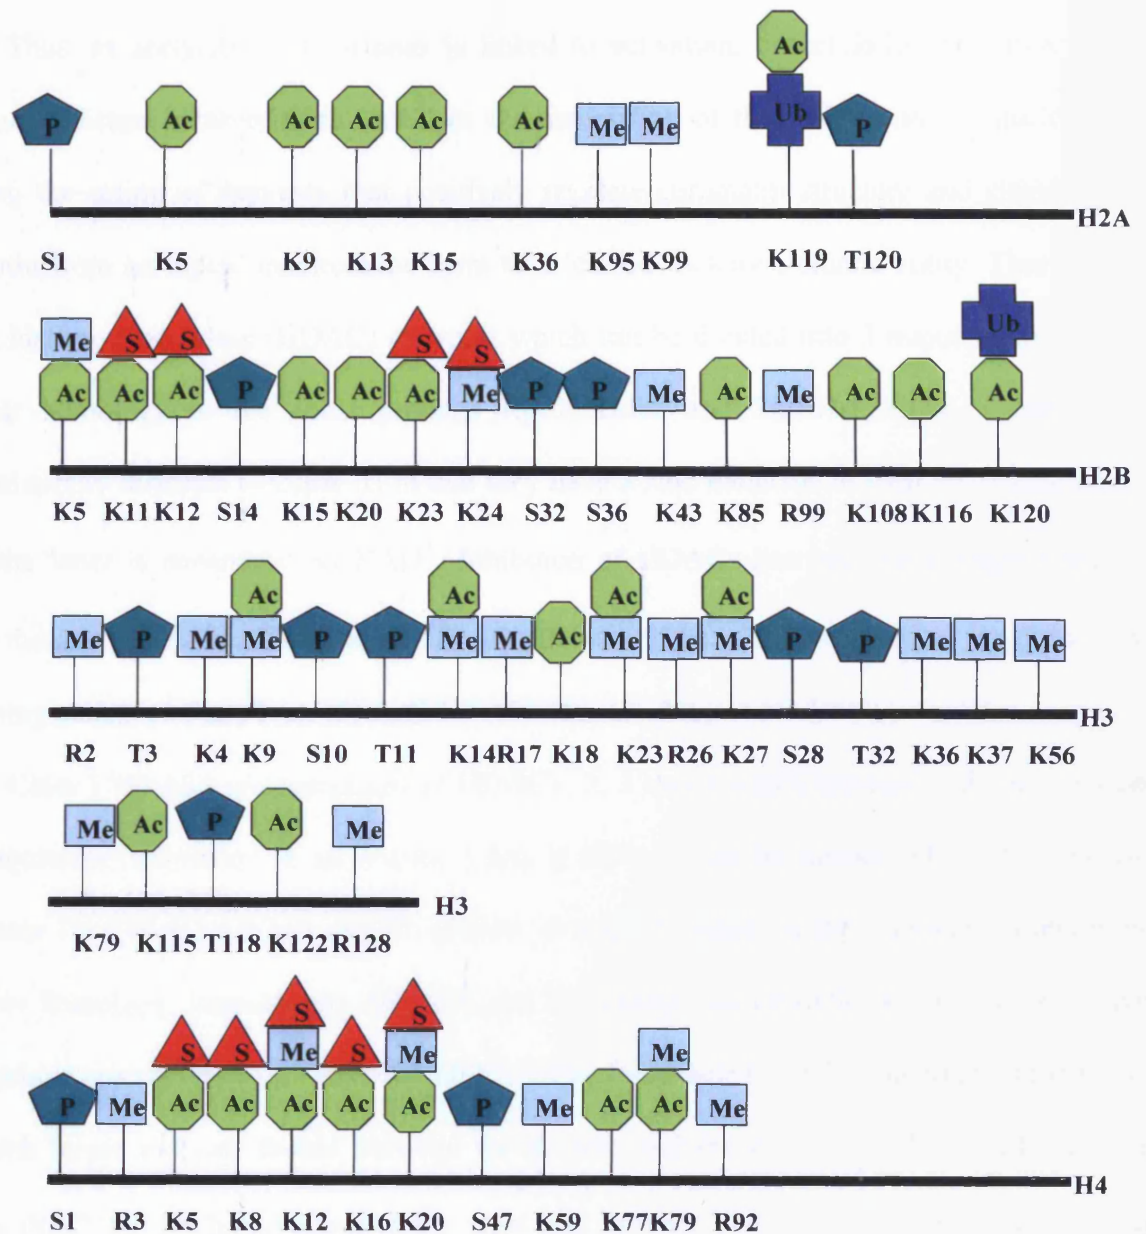 Ac
P Ac Ac Ac Ac Ac Me Me Ub P
H2A
S1 K5 K9 K13 K15 K36 K95 K99 K119 T120
Me S S S S Ub
Ac Ac Ac P Ac Ac Ac Me P P Me Ac Me Ac Ac Ac
H2B
K5 K11 K12 S14 K15 K20 K23 K24 S32 S36 K43 K85 R99 K108 K116 K120
Ac Ac Ac Ac
Me P Me Me P P Me Me Ac Me Me Me P P Me Me Me
H3
R2 T3 K4 K9 S10 T11 K14 R17 K18 K23 R26 K27 S28 T32 K36 K37 K56
Me Ac P Ac Me
H3
K79 K115 T118 K122 R128
S S
S S Me S Me Me
P Me Ac Ac Ac Ac Ac P Me Ac Ac Me
H4
S1 R3 K5 K8 K12 K16 K20 S47 K59 K77 K79 R92